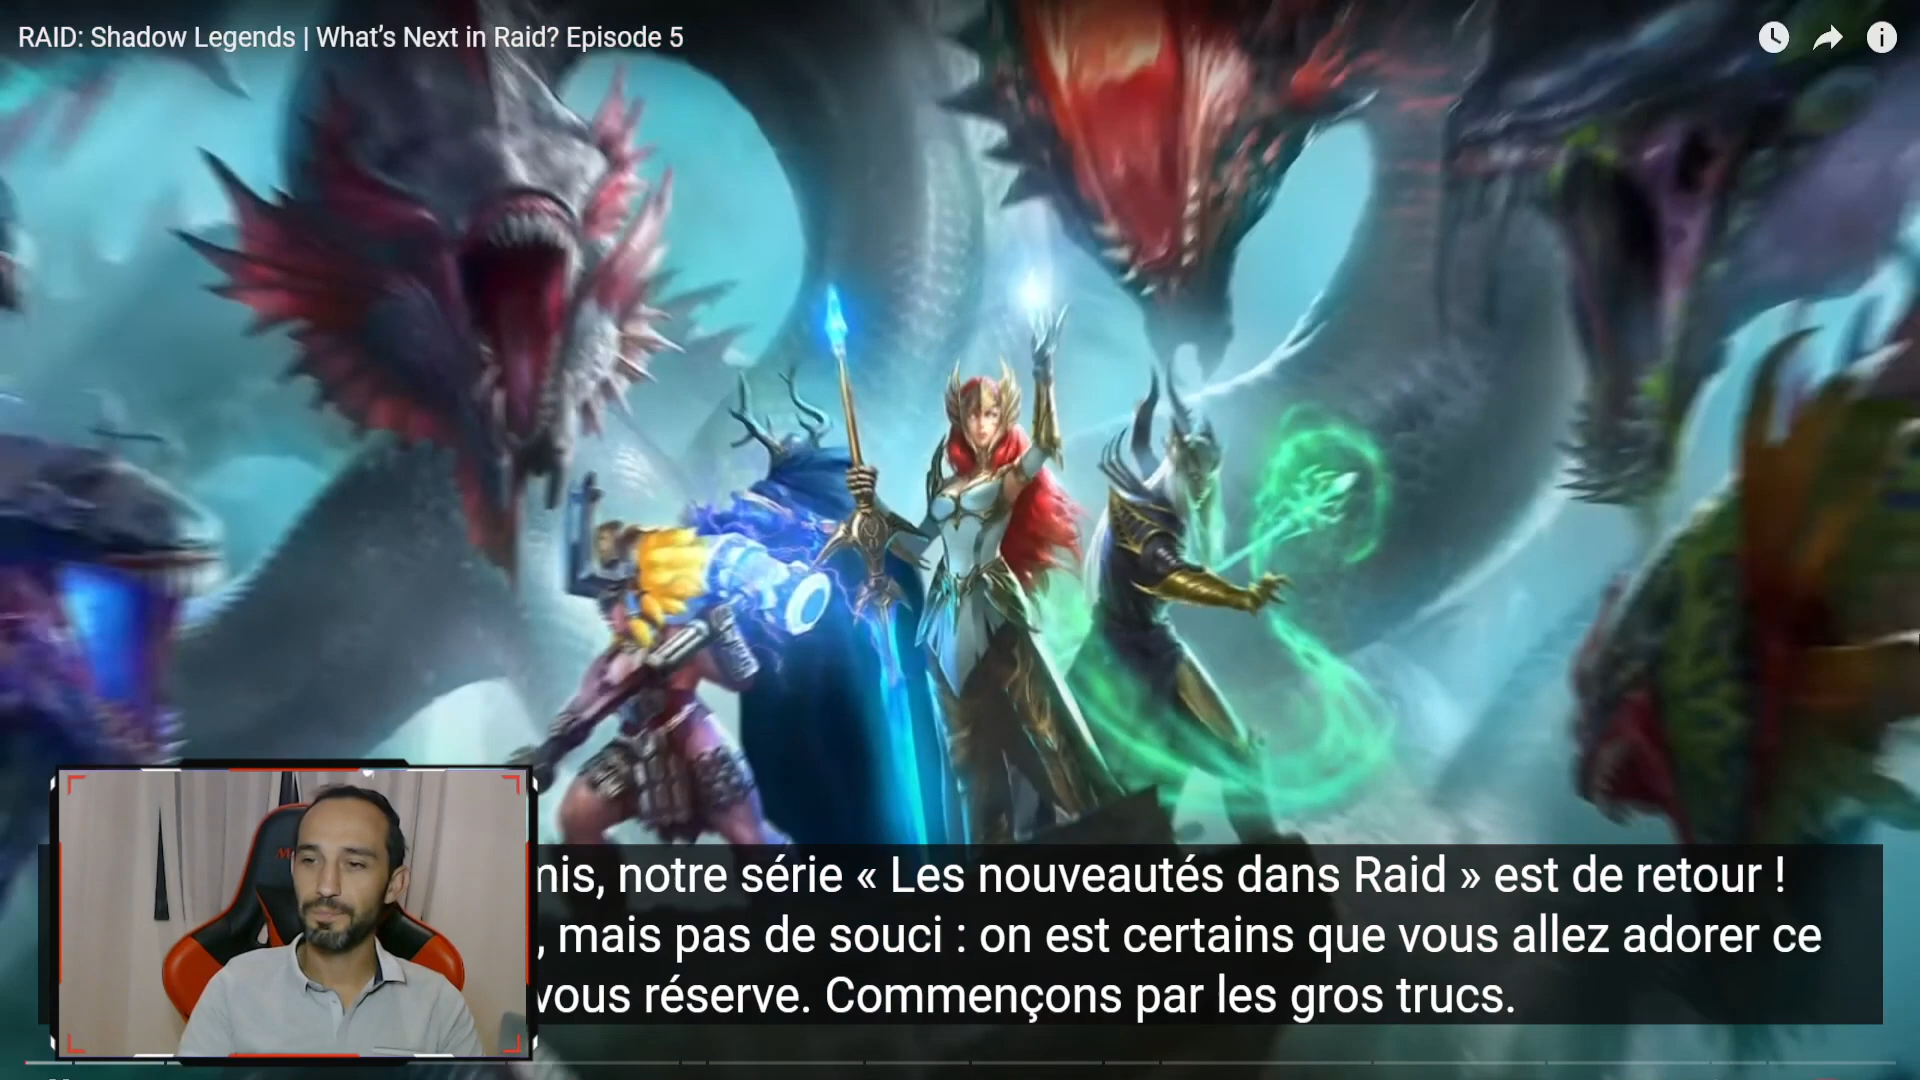 RAID: Shadow Legends | What's Next in Raid? Episode 5
notre série « Les nouveautés dans Raid » est de retour !
, mais pas de souci : on est certains que vous allez adorer ce
vous réserve. Commençons par les gros trucs.